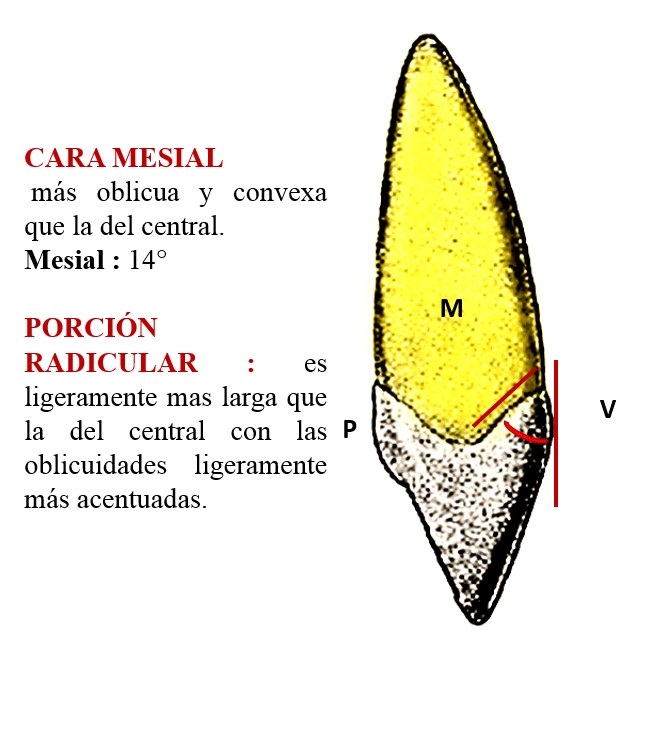 CARA MESIAL
más oblicua y convexa
que la del central.
Mesial : 14°
PORCIÓN
RADICULAR : es
ligeramente mas larga que
la del central con las
oblicuidades ligeramente
más acentuadas.
M
P
V